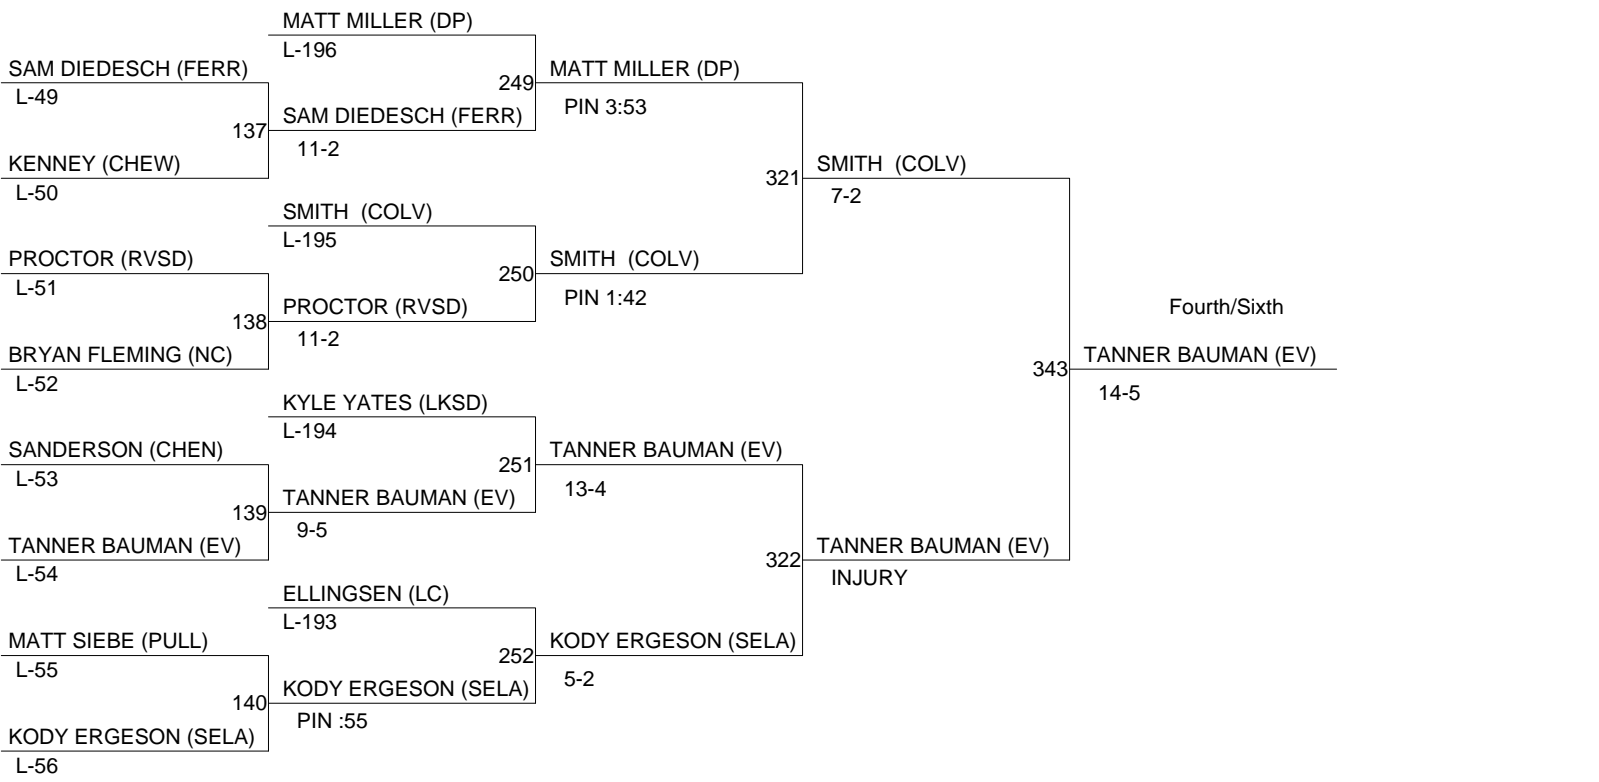 MATT MILLER (DP)
L-196
SAM DIEDESCH (FERR)
L-49
249
MATT MILLER (DP)
PIN 3:53
137
SAM DIEDESCH (FERR)
11-2
KENNEY (CHEW)
L-50
321
SMITH  (COLV)
7-2
SMITH  (COLV)
L-195
PROCTOR (RVSD)
L-51
250
SMITH  (COLV)
PIN 1:42
138
PROCTOR (RVSD)
11-2
Fourth/Sixth
BRYAN FLEMING (NC)
L-52
343
TANNER BAUMAN (EV)
14-5
KYLE YATES (LKSD)
L-194
SANDERSON (CHEN)
L-53
251
TANNER BAUMAN (EV)
13-4
139
TANNER BAUMAN (EV)
9-5
TANNER BAUMAN (EV)
L-54
322
TANNER BAUMAN (EV)
INJURY
ELLINGSEN (LC)
L-193
MATT SIEBE (PULL)
L-55
252
KODY ERGESON (SELA)
5-2
140
KODY ERGESON (SELA)
PIN :55
KODY ERGESON (SELA)
L-56